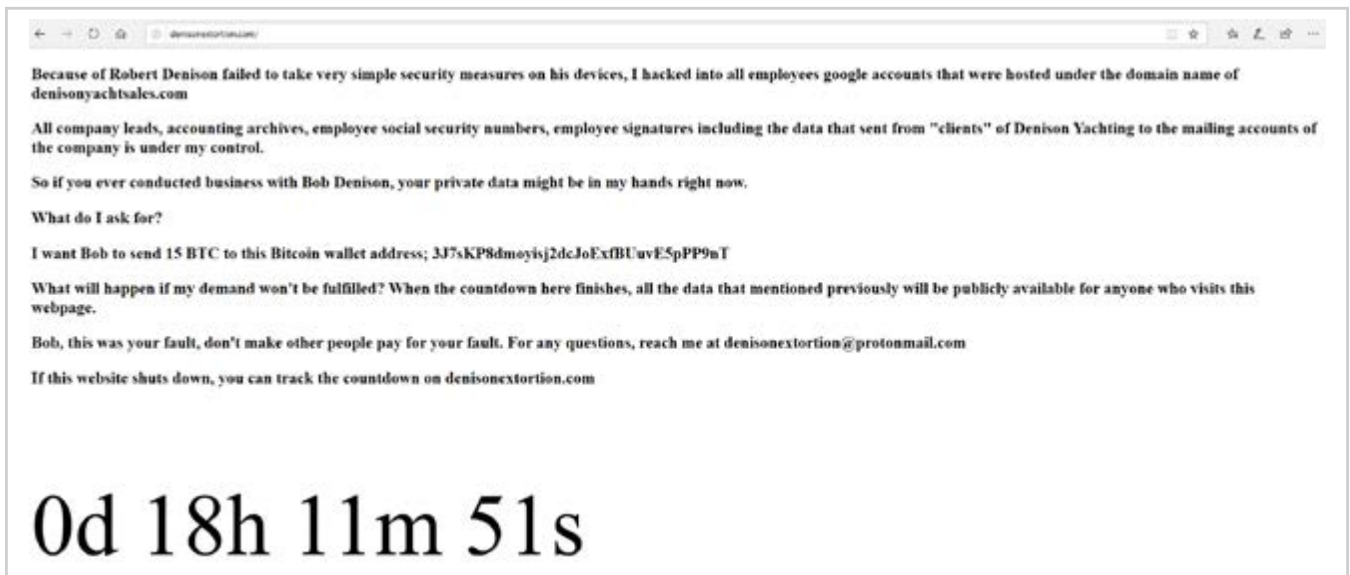 denisonextortion.com/
Because of Robert Denison failed to take very simple security measures on his devices, I hacked into all employees google accounts that were hosted under the domain name of
denisonyachtsales.com
All company leads, accounting archives, employee social security numbers, employee signatures including the data that sent from "clients" of Denison Yachting to the mailing accounts of
the company is under my control.
So if you ever conducted business with Bob Denison, your private data might be in my hands right now.
What do I ask for?
I want Bob to send 15 BTC to this Bitcoin wallet address; 3J7sKP8dmoyisj2dcJoExfBUuvE5pPP9nT
What will happen if my demand won't be fulfilled? When the countdown here finishes, all the data that mentioned previously will be publicly available for anyone who visits this
webpage.
Bob, this was your fault, don't make other people pay for your fault. For any questions, reach me at denisonextortion@protonmail.com
If this website shuts down, you can track the countdown on denisonextortion.com
0d 18h 11m 51s